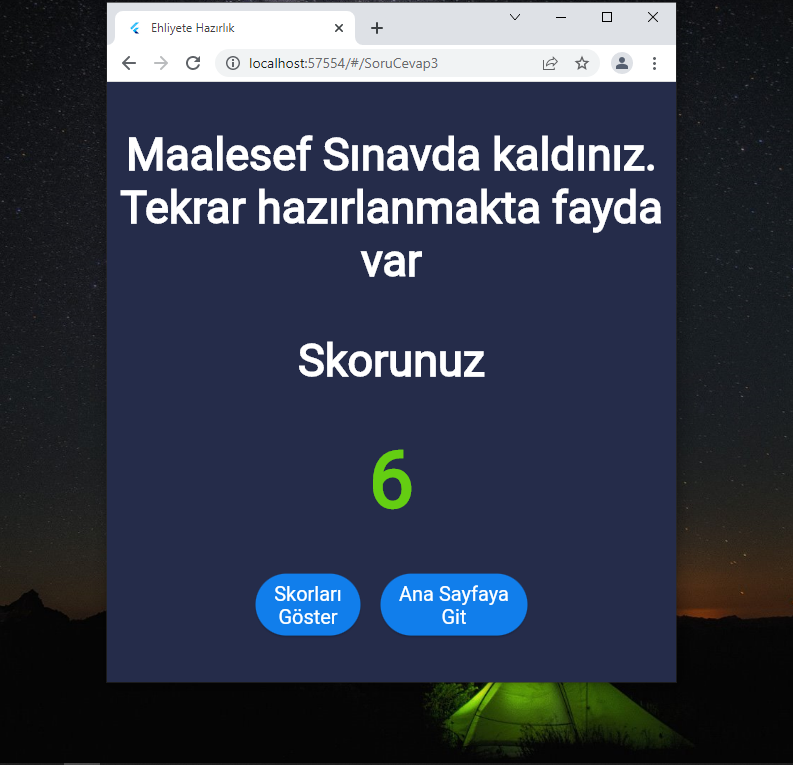 Ehliyete Hazırlık
localhost:57554/#/SoruCevap3
Maalesef Sınavda kaldınız.
Tekrar hazırlanmakta fayda
var
Skorunuz
6
Skorları
Göster
Ana Sayfaya
Git